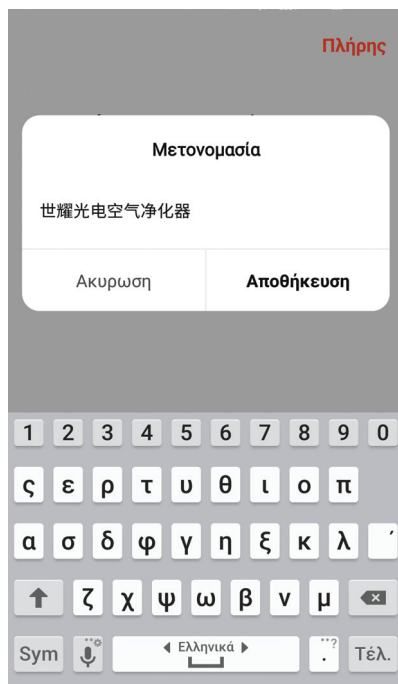 Πλήρης
Μετονομασία
世耀光电空气净化器
Ακυρωση Αποθήκευση
1 2 3 4 5 6 7 8 9 0
ς ε ρ τ υ θ ι ο π
α σ δ φ γ η ξ κ λ ΄
ζ χ ψ ω β ν μ
Sym Ελληνικά . ? Τέλ.